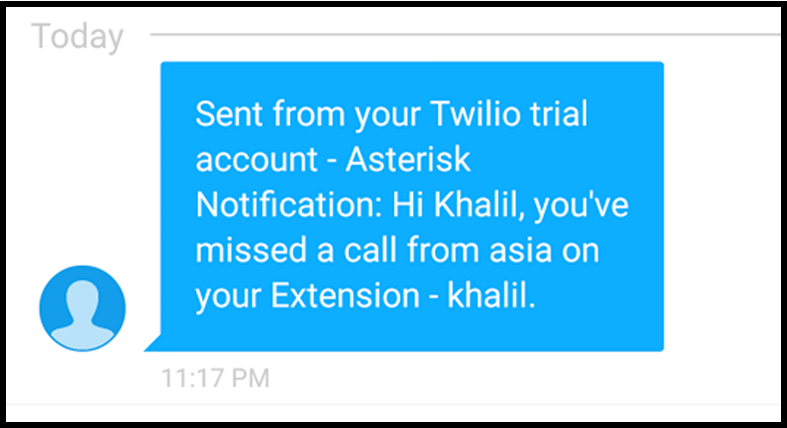 Today
Sent from your Twilio trial
account - Asterisk
Notification: Hi Khalil, you've
missed a call from asia on
your Extension - khalil.
11:17 PM